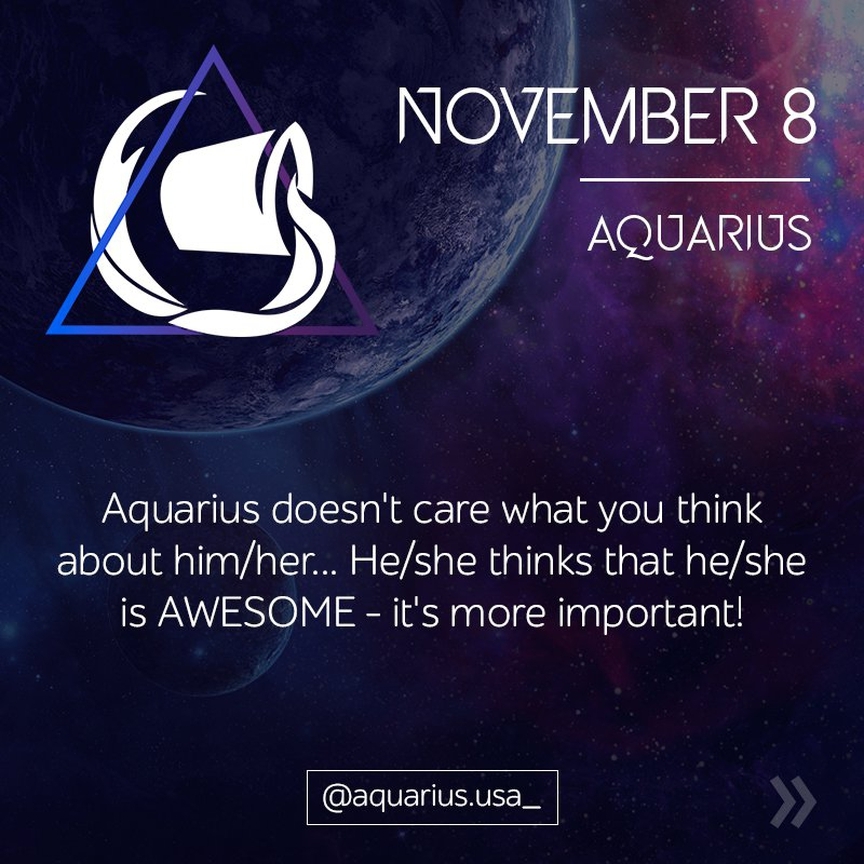 NOVEMBER 8
AQUARIUS
Aquarius doesn't care what you think
about him/her... He/she thinks that he/she
is AWESOME - it's more important!
@aquarius.usa_